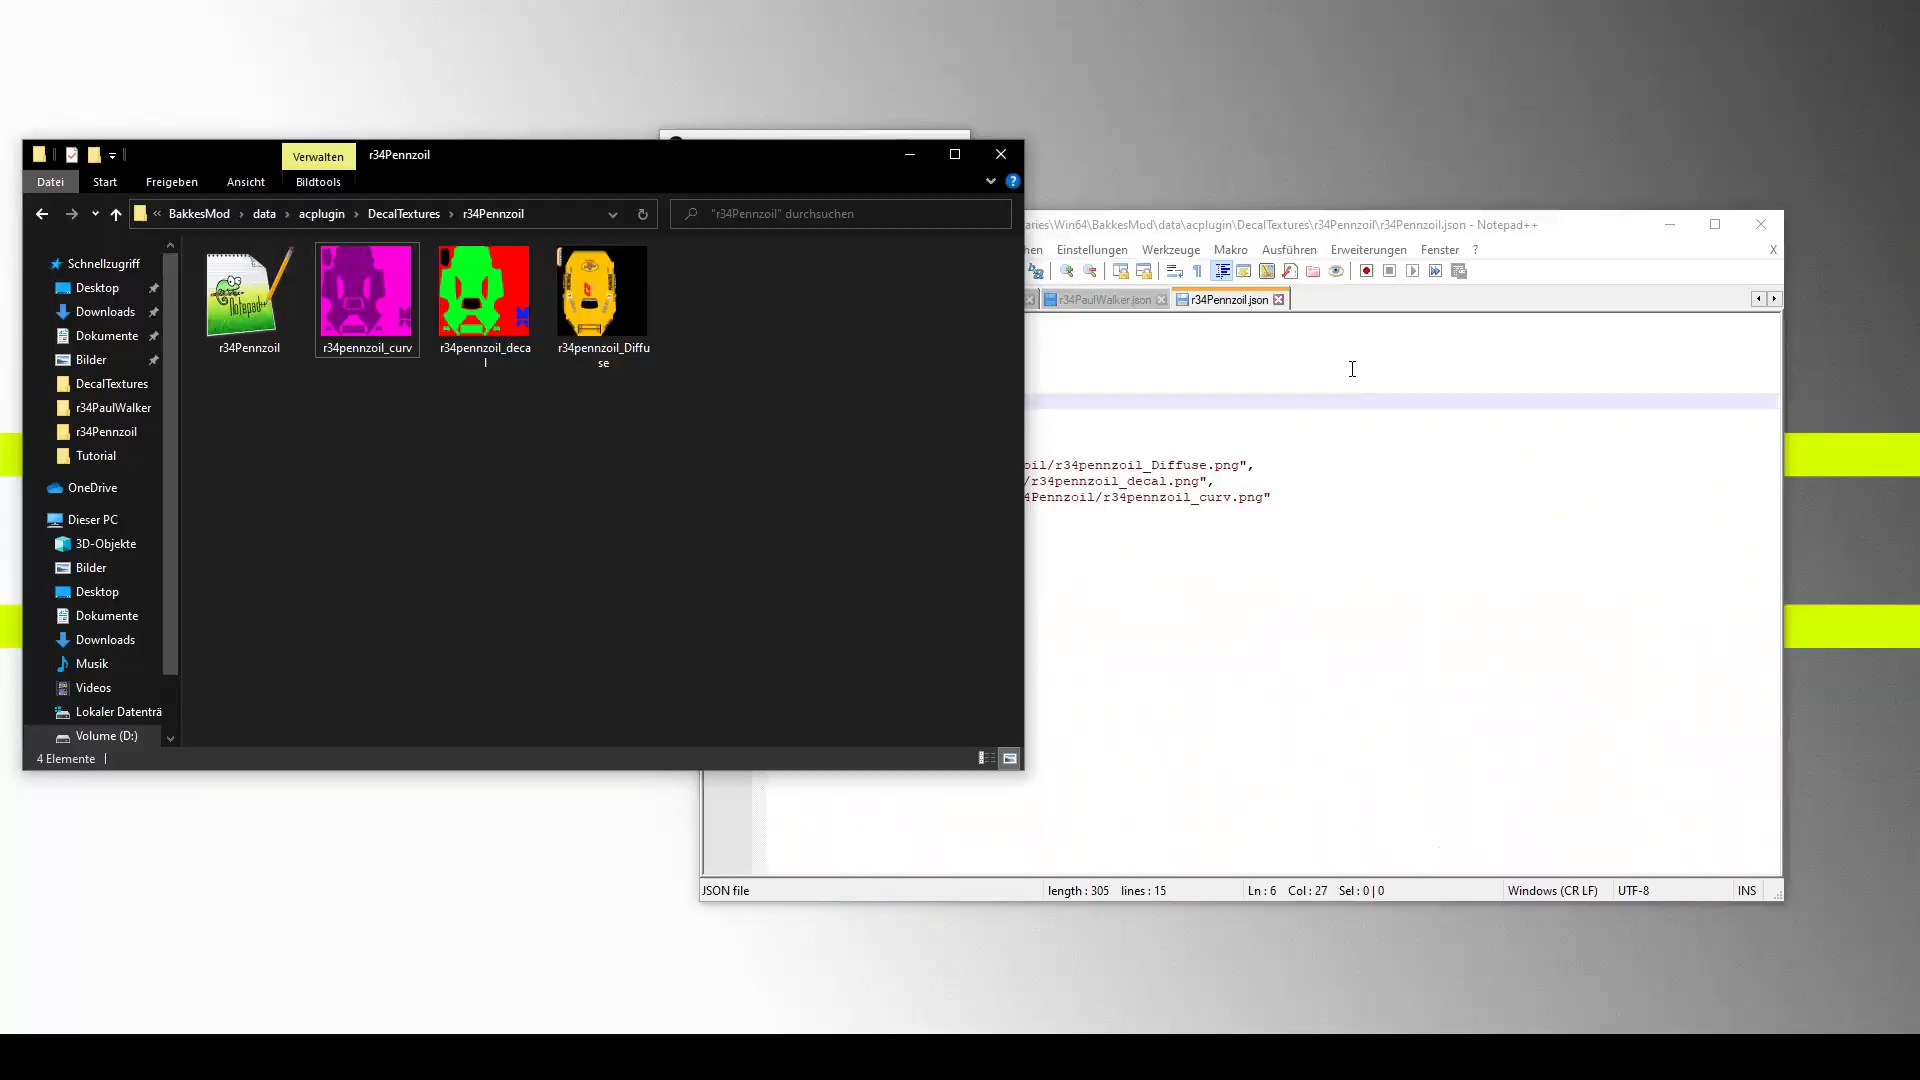 Verwalten
r34Pennzoil
Datei
Start
Freigeben
Ansicht
Bildtools
?
«
BakkesMod › data › acplugin › DecalTextures › r34Pennzoil
"r34Pennzoil" durchsuchen
Schnellzugriff
Desktop
Downloads
Dokumente
Bilder
DecalTextures
r34PaulWalker
r34Pennzoil
Tutorial
OneDrive
Dieser PC
3D-Objekte
Bilder
Desktop
Dokumente
Downloads
Musik
Videos
Lokaler Datenträ
Volume (D:)
Notepad++
r34Pennzoil
r34pennzoil_curv
r34pennzoil_deca
l
r34pennzoil_Diffu
se
4 Elemente
aries\Win64\BakkesMod\data\acplugin\DecalTextures\r34Pennzoil\r34Pennzoil.json - Notepad++
hen Einstellungen Werkzeuge Makro Ausführen Erweiterungen Fenster ?
X
r34PaulWalker.json
r34Pennzoil.json
oil/r34pennzoil_Diffuse.png",
/r34pennzoil_decal.png",
4Pennzoil/r34pennzoil_curv.png"
JSON file
length : 305 lines : 15
Ln : 6 Col : 27 Sel : 0 | 0
Windows (CR LF)
UTF-8
INS